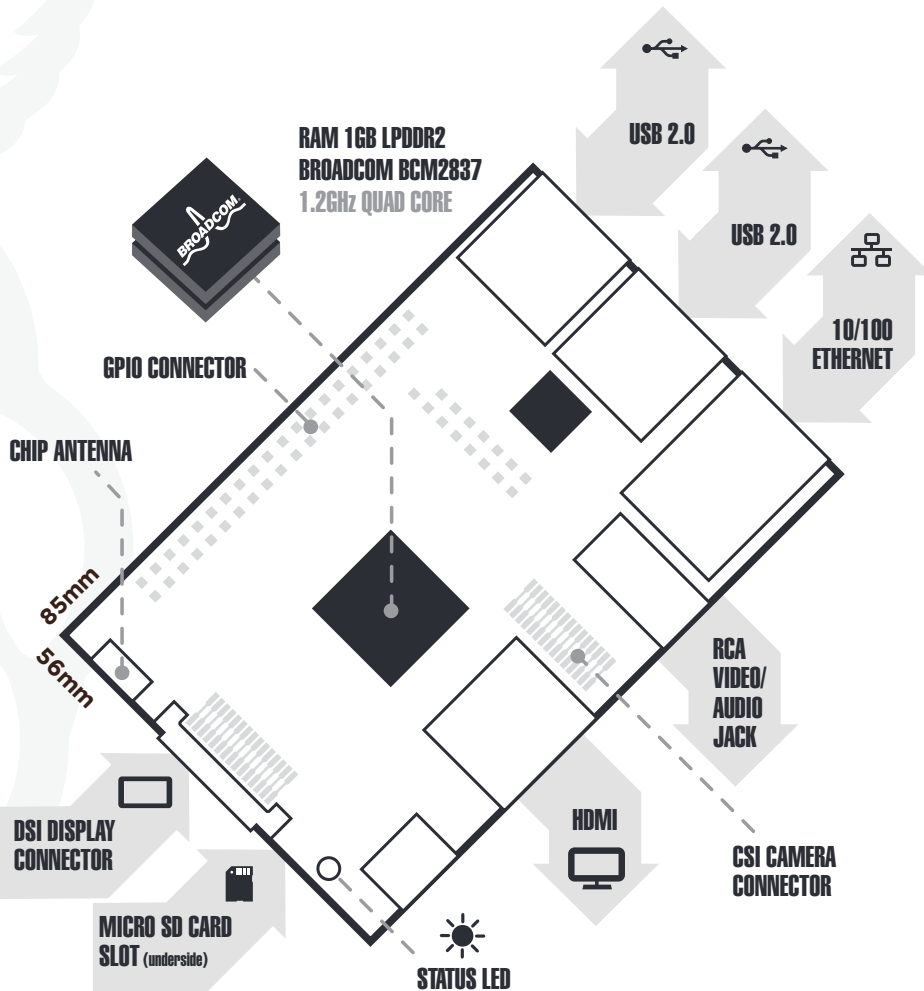 USB 2.0
RAM 1GB LPDDR2
BROADCOM BCM2837
1.2GHz QUAD CORE
BROADCOM
USB 2.0
10/100
ETHERNET
GPIO CONNECTOR
CHIP ANTENNA
85mm
56mm
RCA
VIDEO/
AUDIO
JACK
DSI DISPLAY
CONNECTOR
HDMI
CSI CAMERA
CONNECTOR
MICRO SD CARD
SLOT (underside)
STATUS LED